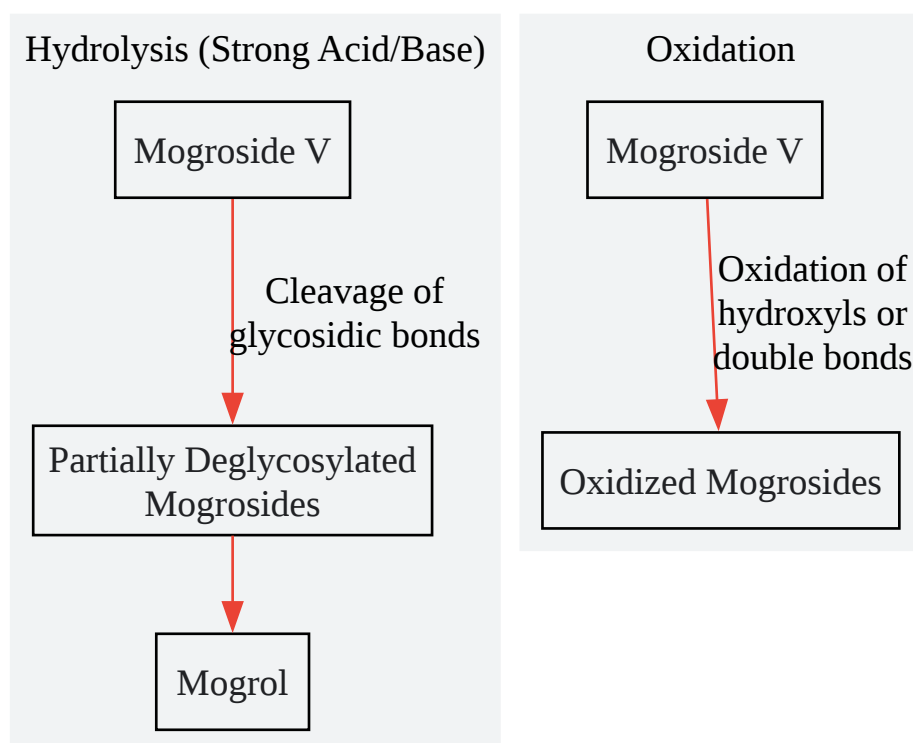 Hydrolysis (Strong Acid/Base)
Mogroside V
Cleavage of
glycosidic bonds
Partially Deglycosylated
Mogrosides
Mogrol
Oxidation
Mogroside V
Oxidation of
hydroxyls or
double bonds
Oxidized Mogrosides